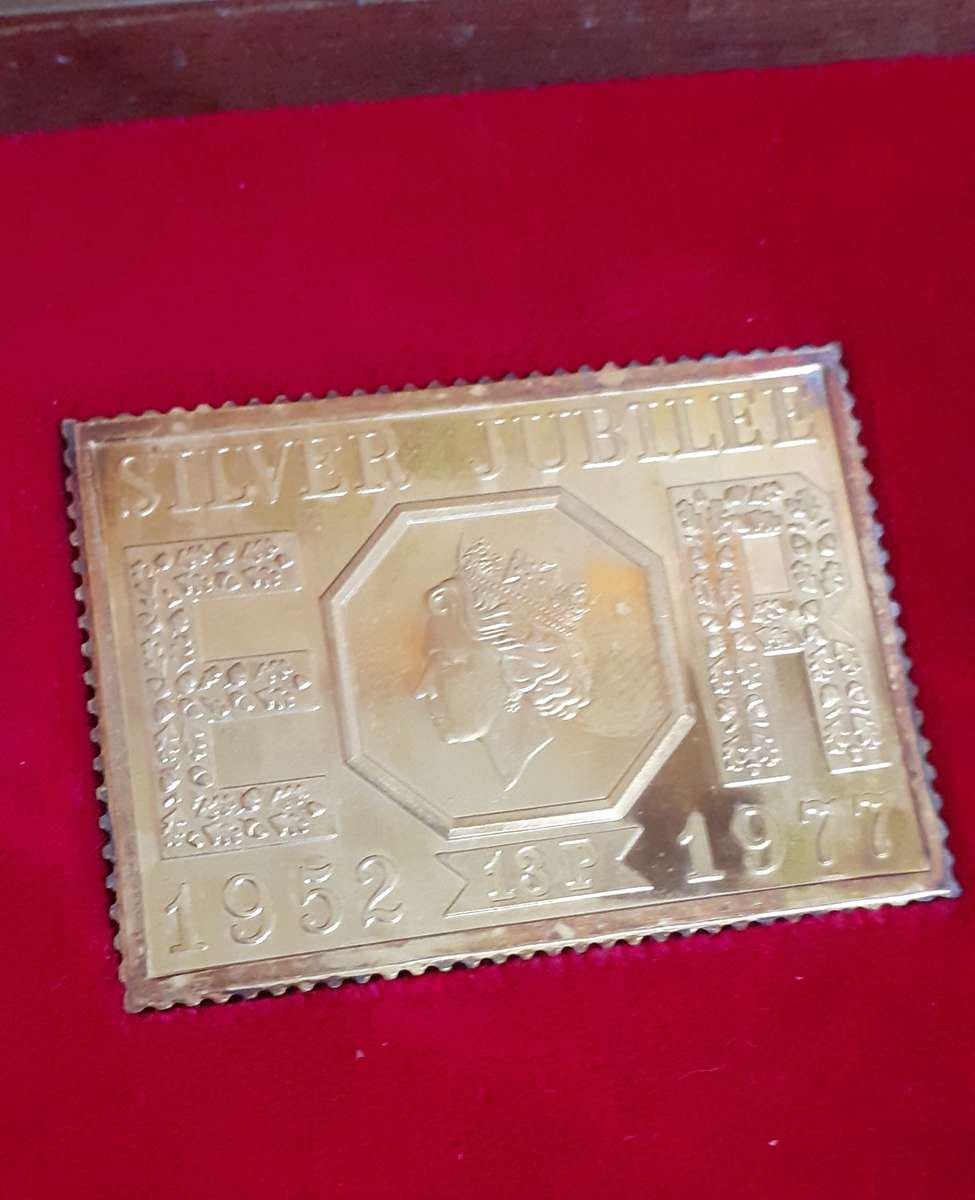 SILVER JUBILEE
E R
1952 13P 1977